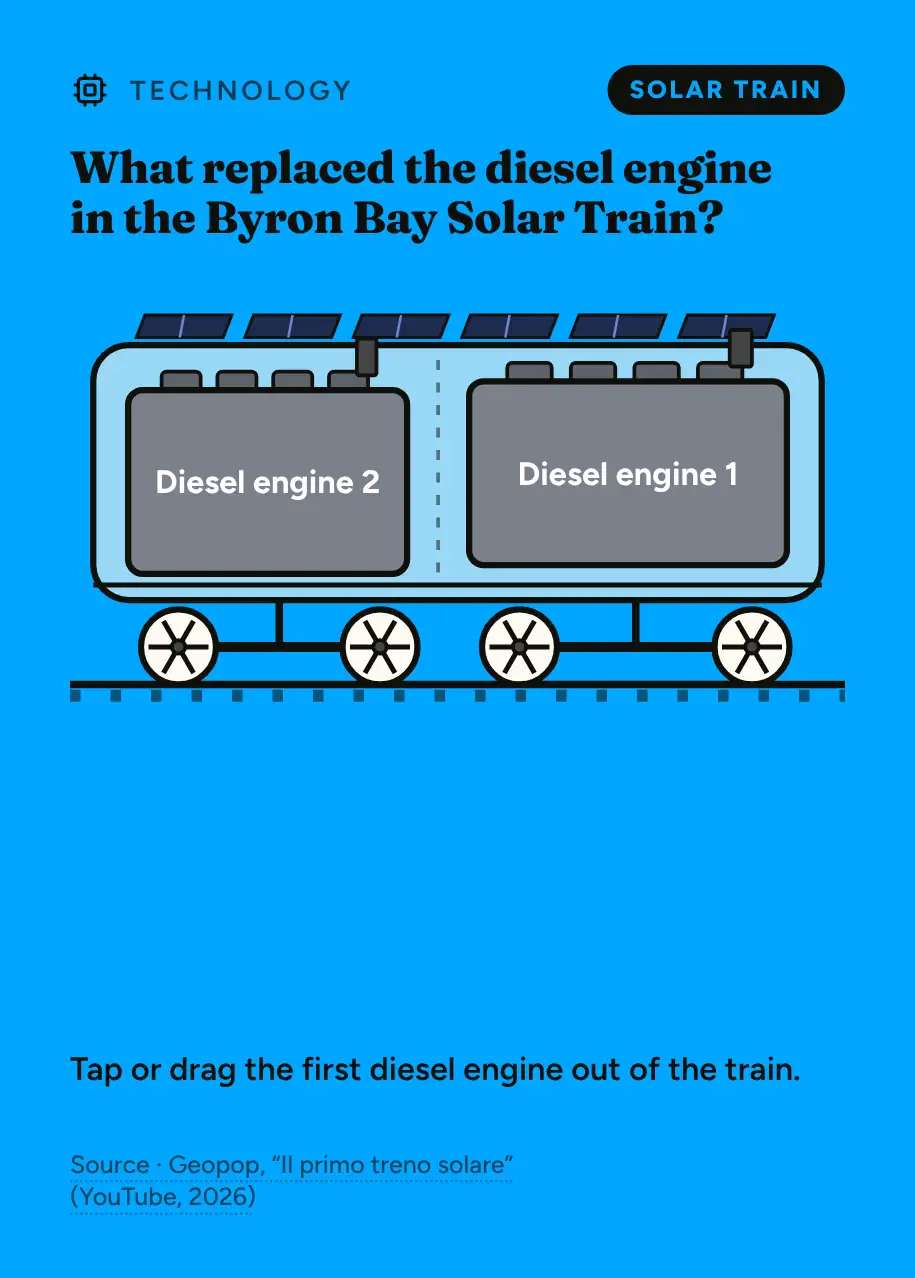 TECHNOLOGY
SOLAR TRAIN
What replaced the diesel engine
in the Byron Bay Solar Train?
Diesel engine 2
Diesel engine 1
Tap or drag the first diesel engine out of the train.
Source · Geopop, “Il primo treno solare”
(YouTube, 2026)